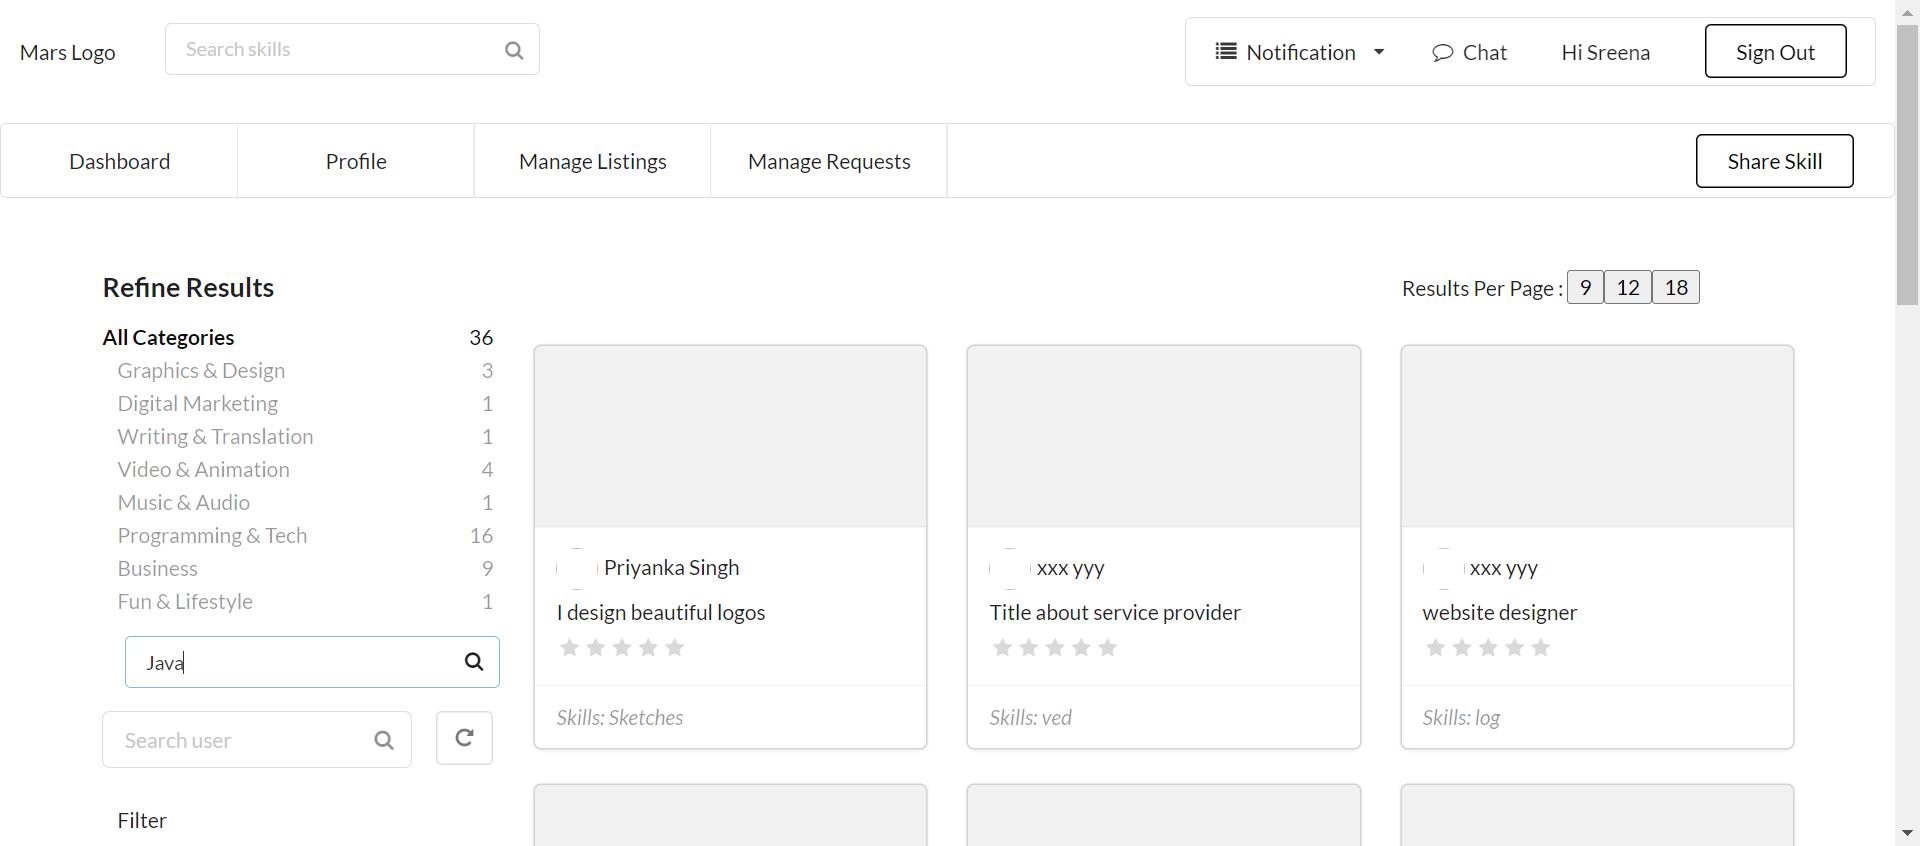 Mars Logo
Search skills
Notification
Chat
Hi Sreena
Sign Out
Dashboard
Profile
Manage Listings
Manage Requests
Share Skill
Refine Results
Results Per Page : 9 12 18
All Categories 36
Graphics & Design 3
Digital Marketing 1
Writing & Translation 1
Video & Animation 4
Music & Audio 1
Programming & Tech 16
Business 9
Fun & Lifestyle 1
Java
Search user
Filter
Priyanka Singh
I design beautiful logos
Skills: Sketches
xxx yyy
Title about service provider
Skills: ved
xxx yyy
website designer
Skills: log